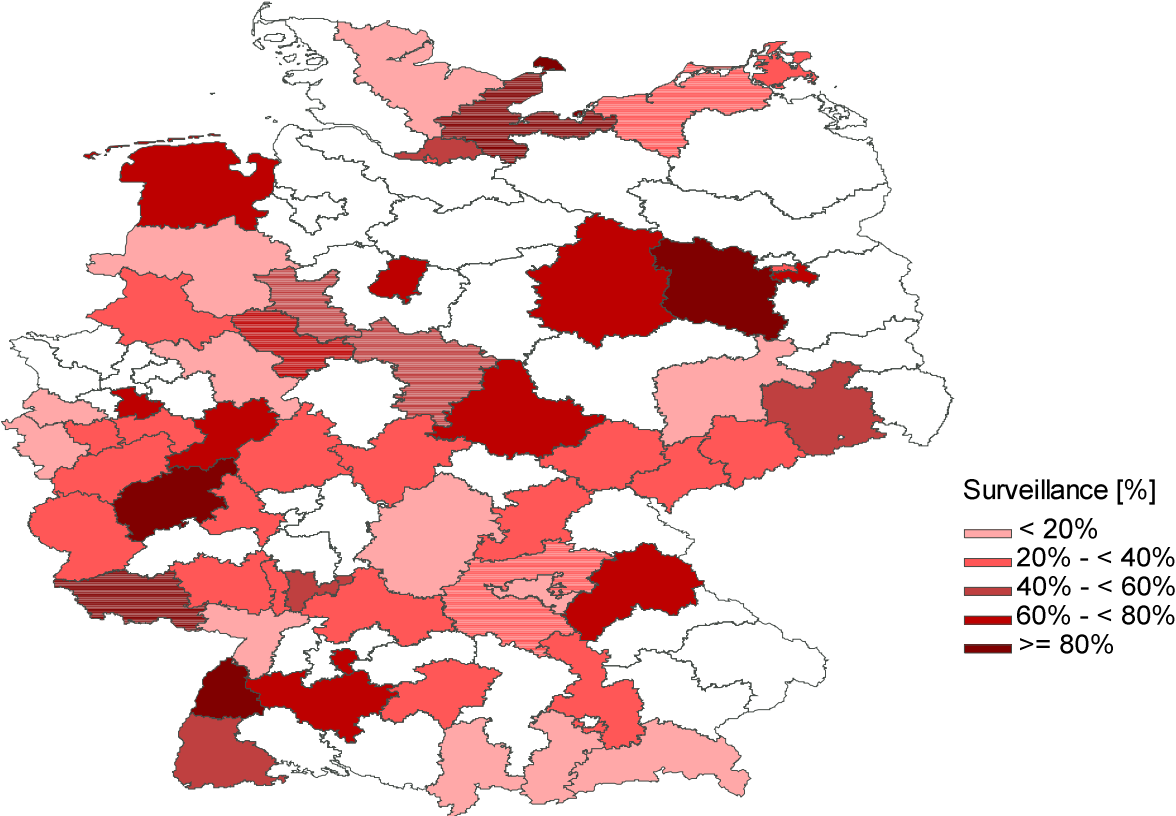 Surveillance [%]
< 20%
20% - < 40%
40% - < 60%
60% - < 80%
>= 80%